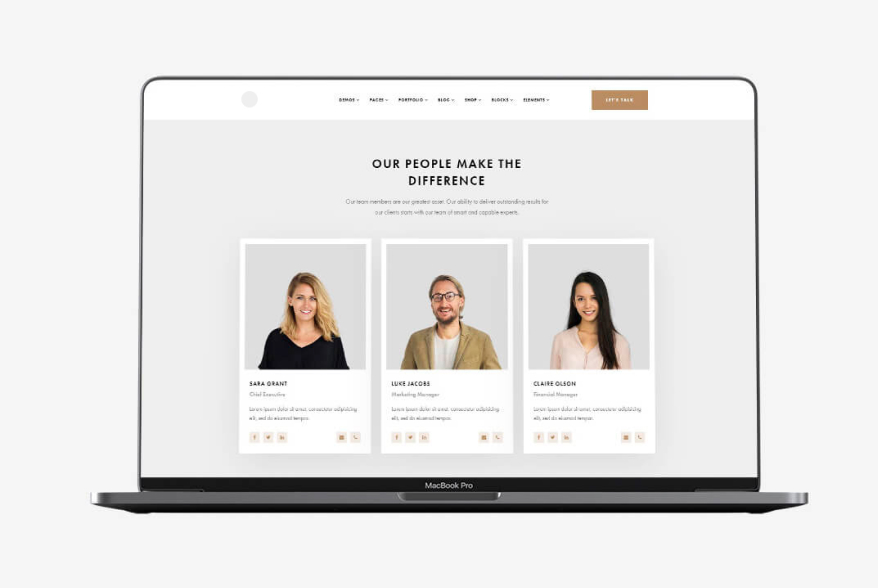 DEMOS
PAGES
PORTFOLIO
BLOG
SHOP
BLOCKS
ELEMENTS
LET'S TALK
OUR PEOPLE MAKE THE
DIFFERENCE
Our team members are our greatest asset. Our ability to deliver outstanding results for
our clients starts with our team of smart and capable experts.
SARA GRANT
Chief Executive
Lorem ipsum dolor sit amet, consectetur adipisicing
elit, sed do eiusmod tempor.
LUKE JACOBS
Marketing Manager
Lorem ipsum dolor sit amet, consectetur adipisicing
elit, sed do eiusmod tempor.
CLAIRE OLSON
Financial Manager
Lorem ipsum dolor sit amet, consectetur adipisicing
elit, sed do eiusmod tempor.
MacBook Pro